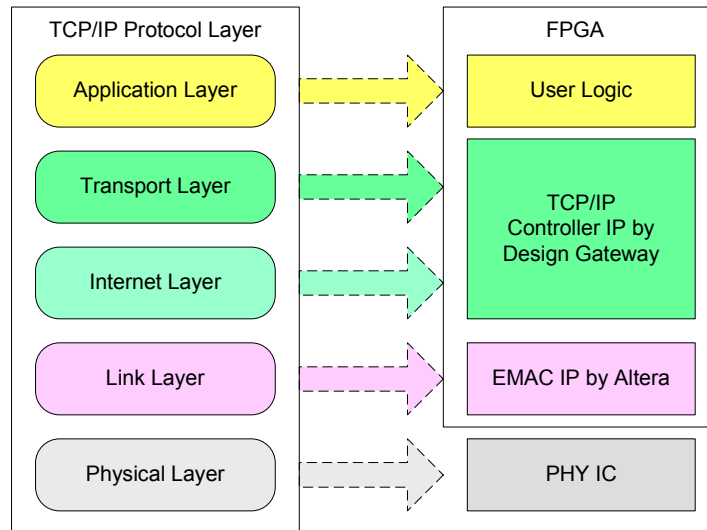 TCP/IP Protocol Layer
FPGA
Application Layer
User Logic
Transport Layer
TCP/IP
Controller IP by
Design Gateway
Internet Layer
Link Layer
EMAC IP by Altera
Physical Layer
PHY IC